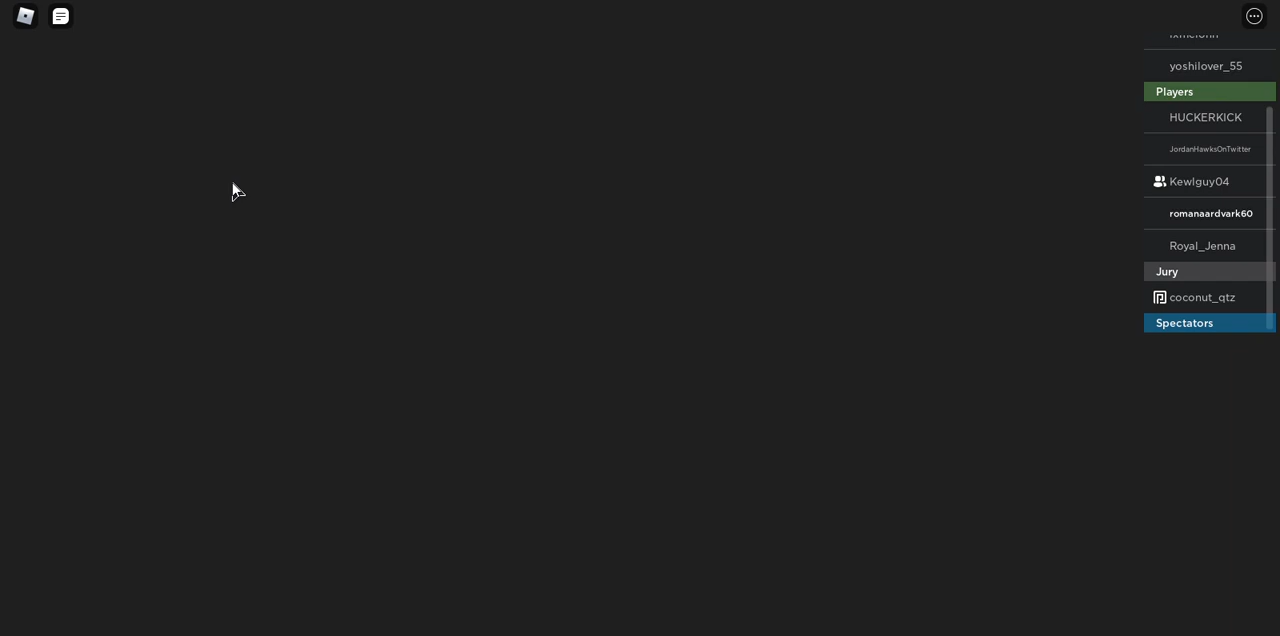 yoshilover_55
Players
HUCKERKICK
JordanHawksOnTwitter
Kewlguy04
romanaardvark60
Royal_Jenna
Jury
coconut_qtz
Spectators